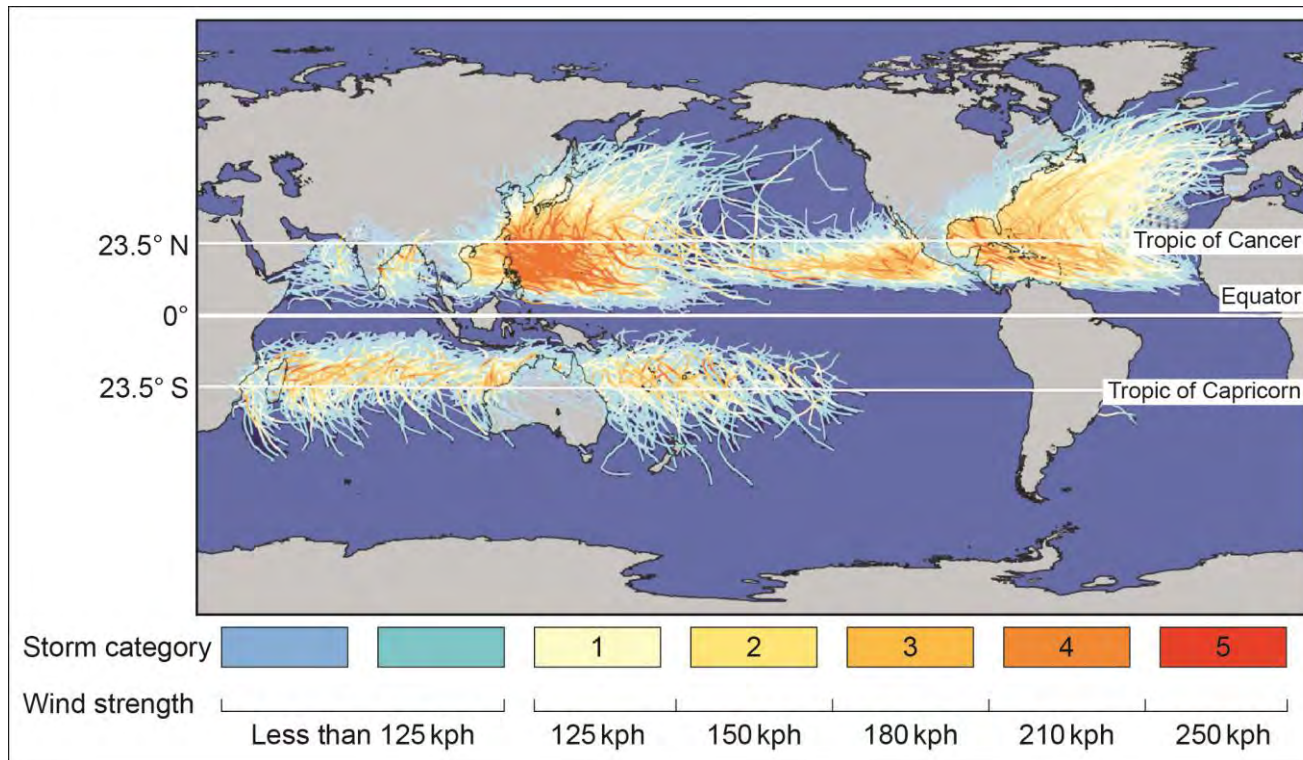 23.5° N
Tropic of Cancer
Equator
0°
23.5° S
Tropic of Capricorn
Storm category 1 2 3 4 5
Wind strength
Less than 125 kph 125 kph 150 kph 180 kph 210 kph 250 kph